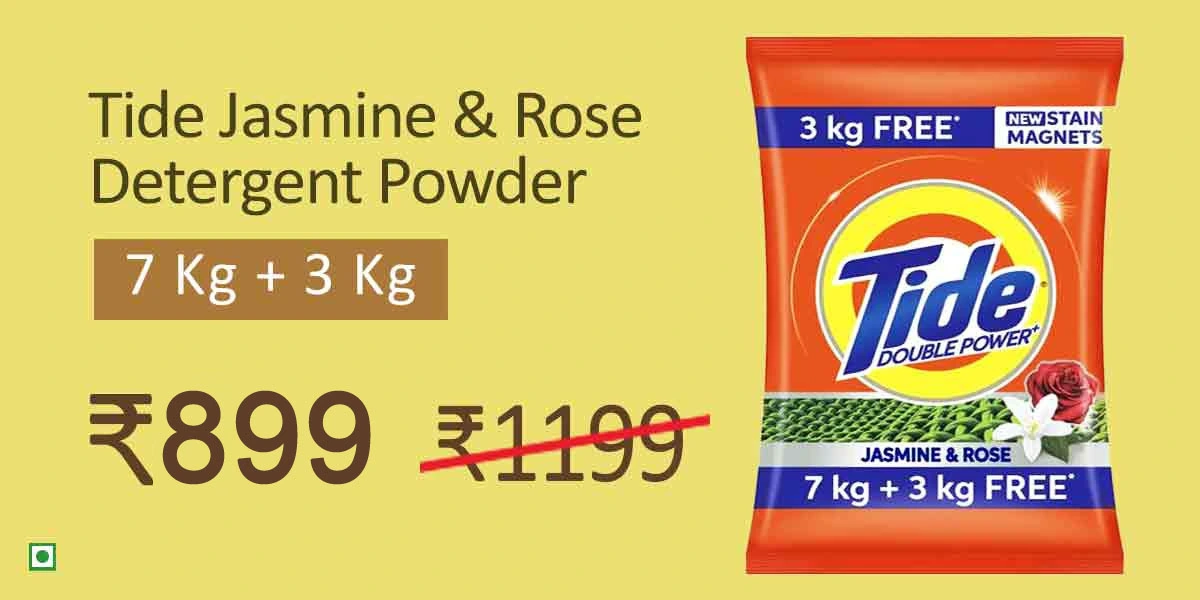 Tide Jasmine & Rose
Detergent Powder
7 Kg + 3 Kg
₹899 ₹1199
3 kg FREE*
NEW STAIN
MAGNETS
Tide
DOUBLE POWER+
JASMINE & ROSE
7 kg + 3 kg FREE*